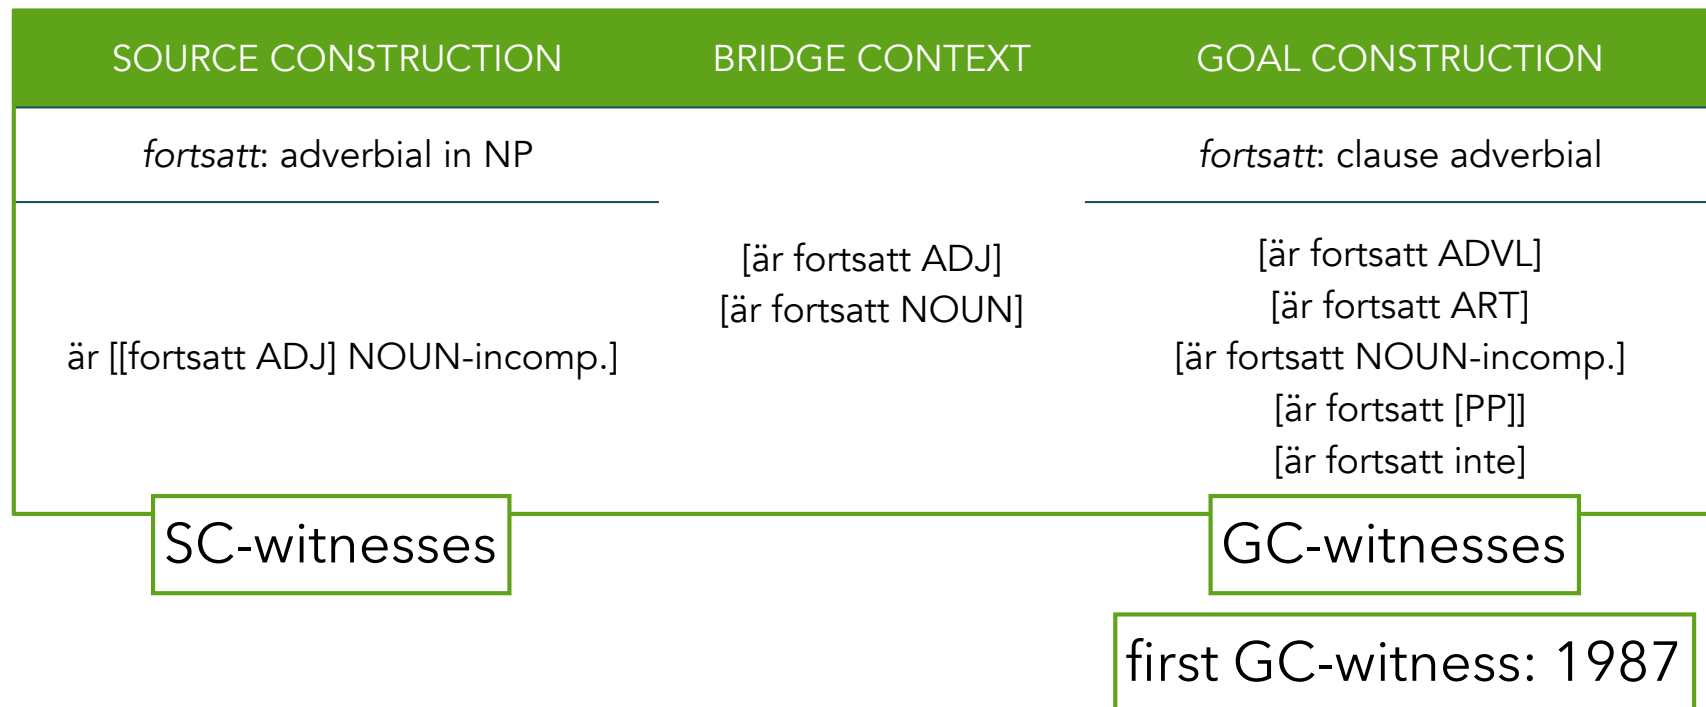 SOURCE CONSTRUCTION
BRIDGE CONTEXT
GOAL CONSTRUCTION
fortsatt: adverbial in NP
fortsatt: clause adverbial
är [[fortsatt ADJ] NOUN-incomp.]
[är fortsatt ADJ]
[är fortsatt NOUN]
[är fortsatt ADVL]
[är fortsatt ART]
[är fortsatt NOUN-incomp.]
[är fortsatt [PP]]
[är fortsatt inte]
SC-witnesses
GC-witnesses
first GC-witness: 1987